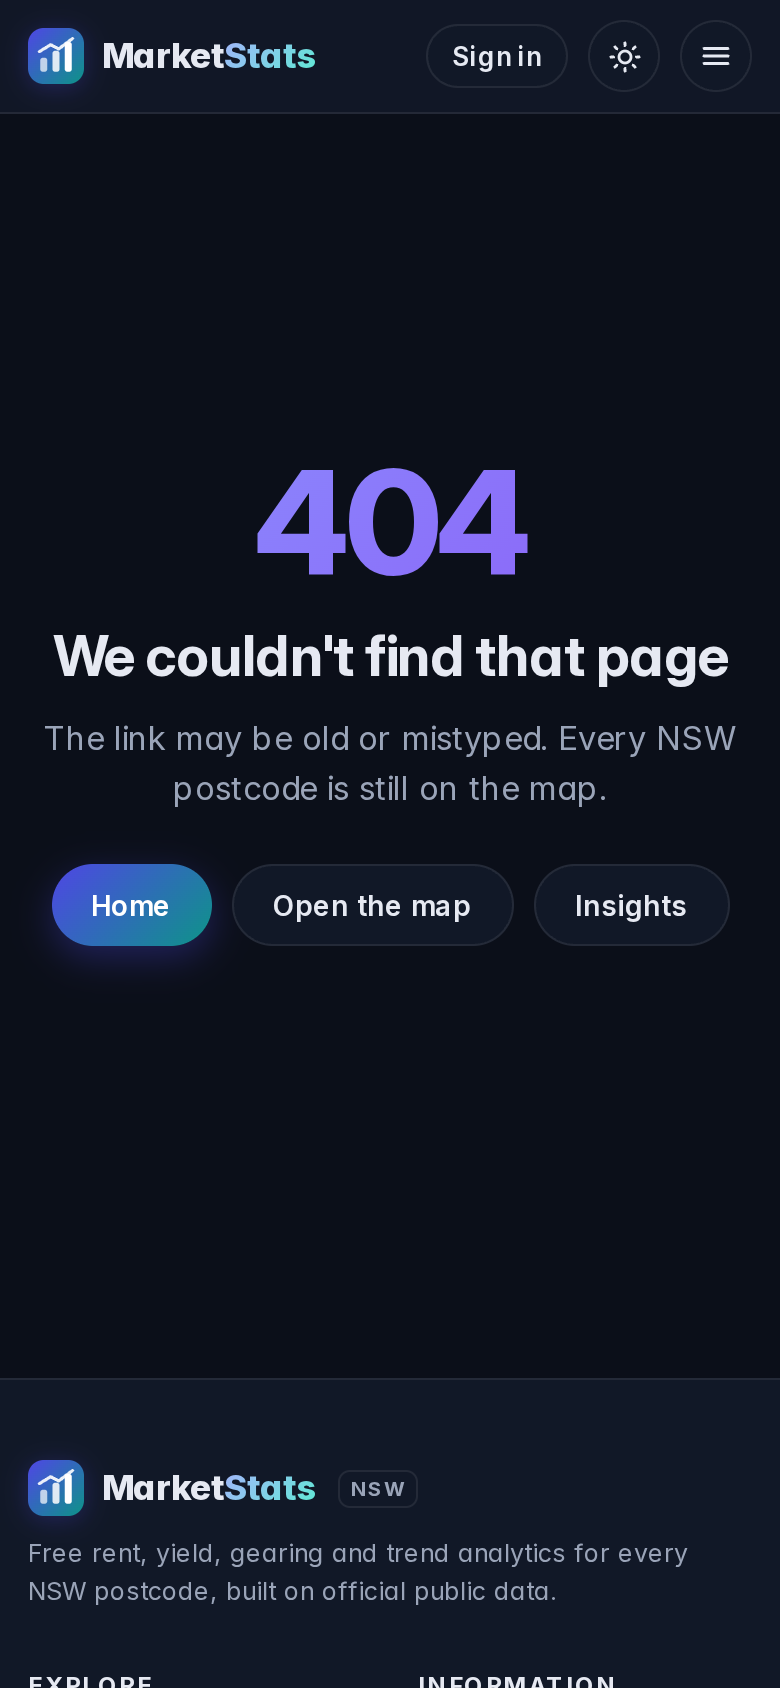 MarketStats
Sign in
404
We couldn't find that page
The link may be old or mistyped. Every NSW
postcode is still on the map.
Home
Open the map
Insights
MarketStats NSW
Free rent, yield, gearing and trend analytics for every
NSW postcode, built on official public data.
EXPLORE
INFORMATION